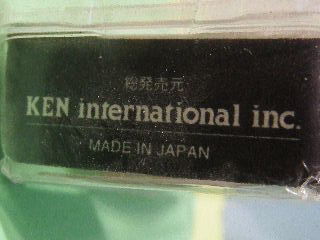 総発売元
KEN international inc.
MADE IN JAPAN